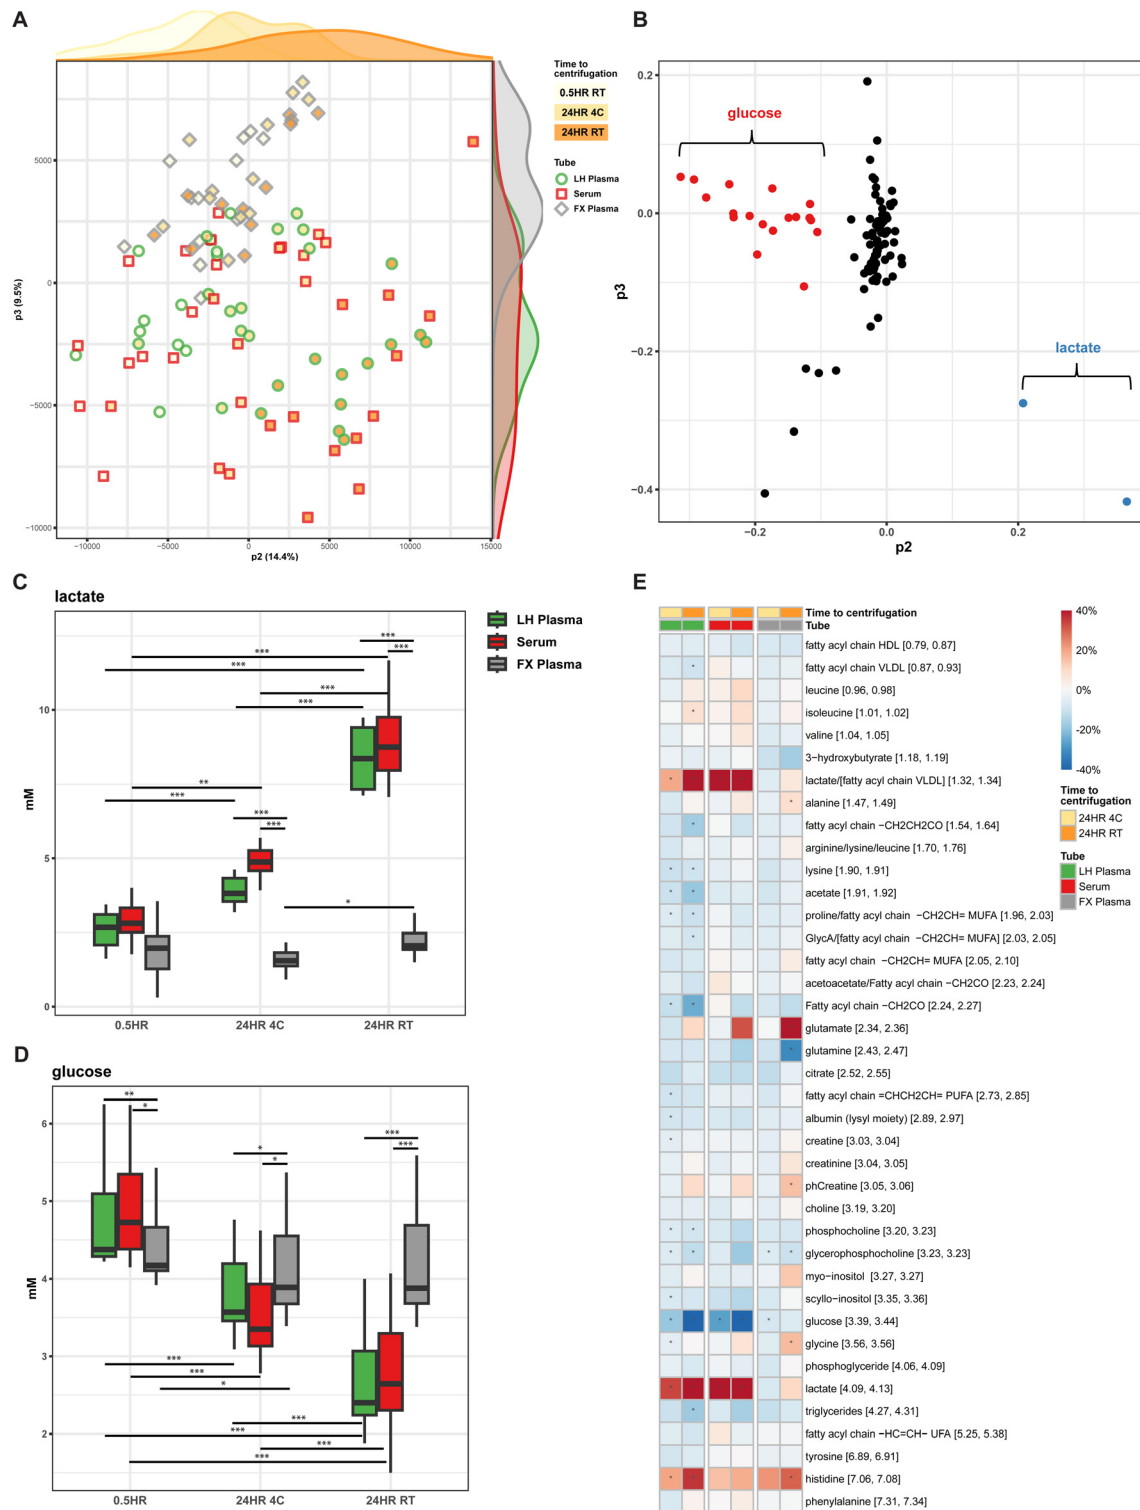 A
Time to
centrifugation
0.5HR RT
24HR 4C
24HR RT
Tube
LH Plasma
Serum
FX Plasma
5000
0
−5000
−10000
p3 (9.5%)
−10000
−5000
0
5000
10000
15000
p2 (14.4%)
B
0.2
0.0
−0.2
−0.4
p3
glucose
lactate
−0.2
0.0
0.2
0.4
p2
C
lactate
LH Plasma
Serum
FX Plasma
10
5
0
mM
***
***
***
***
***
***
**
***
***
***
*
0.5HR
24HR 4C
24HR RT
D
glucose
6
5
4
3
2
mM
**
*
*
*
***
***
***
***
*
***
***
***
***
0.5HR
24HR 4C
24HR RT
E
Time to centrifugation
Tube
fatty acyl chain HDL [0.79, 0.87]
fatty acyl chain VLDL [0.87, 0.93]
leucine [0.96, 0.98]
isoleucine [1.01, 1.02]
valine [1.04, 1.05]
3−hydroxybutyrate [1.18, 1.19]
lactate/[fatty acyl chain VLDL] [1.32, 1.34]
alanine [1.47, 1.49]
fatty acyl chain −CH2CH2CO [1.54, 1.64]
arginine/lysine/leucine [1.70, 1.76]
lysine [1.90, 1.91]
acetate [1.91, 1.92]
proline/fatty acyl chain −CH2CH= MUFA [1.96, 2.03]
GlycA/[fatty acyl chain −CH2CH= MUFA] [2.03, 2.05]
fatty acyl chain −CH2CH= MUFA [2.05, 2.10]
acetoacetate/Fatty acyl chain −CH2CO [2.23, 2.24]
Fatty acyl chain −CH2CO [2.24, 2.27]
glutamate [2.34, 2.36]
glutamine [2.43, 2.47]
citrate [2.52, 2.55]
fatty acyl chain =CHCH2CH= PUFA [2.73, 2.85]
albumin (lysyl moiety) [2.89, 2.97]
creatine [3.03, 3.04]
creatinine [3.04, 3.05]
phCreatine [3.05, 3.06]
choline [3.19, 3.20]
phosphocholine [3.20, 3.23]
glycerophosphocholine [3.23, 3.23]
myo−inositol [3.27, 3.27]
scyllo−inositol [3.35, 3.36]
glucose [3.39, 3.44]
glycine [3.56, 3.56]
phosphoglyceride [4.06, 4.09]
lactate [4.09, 4.13]
triglycerides [4.27, 4.31]
fatty acyl chain −HC=CH− UFA [5.25, 5.38]
tyrosine [6.89, 6.91]
histidine [7.06, 7.08]
phenylalanine [7.31, 7.34]
40%
20%
0%
−20%
−40%
Time to
centrifugation
24HR 4C
24HR RT
Tube
LH Plasma
Serum
FX Plasma